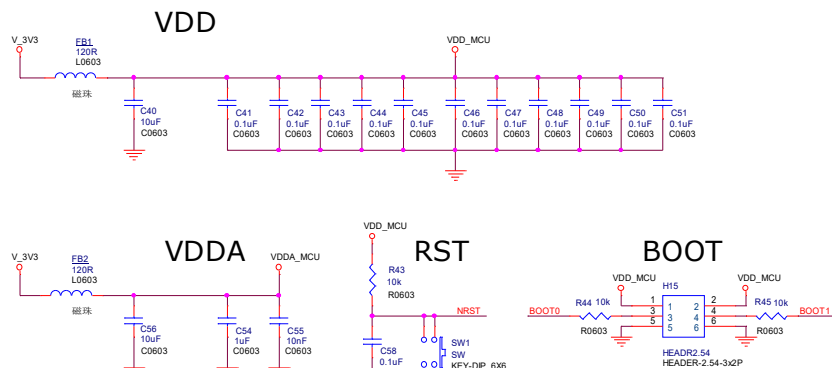 VDD
V_3V3
FB1
120R
L0603
磁珠
VDD_MCU
C40
10uF
C0603
C41
0.1uF
C0603
C42
0.1uF
C0603
C43
0.1uF
C0603
C44
0.1uF
C0603
C45
0.1uF
C0603
C46
0.1uF
C0603
C47
0.1uF
C0603
C48
0.1uF
C0603
C49
0.1uF
C0603
C50
0.1uF
C0603
C51
0.1uF
C0603
VDDA
V_3V3
FB2
120R
L0603
磁珠
VDDA_MCU
C56
10uF
C0603
C54
1uF
C0603
C55
10nF
C0603
RST
VDD_MCU
R43
10k
R0603
NRST
C58
0.1uF
SW1
SW
KEY-DIP_6X6
BOOT
VDD_MCU
H15
VDD_MCU
BOOT0
R44 10k
R0603
1 1 2 2
3 3 4 4
5 5 6 6
R45 10k
R0603
BOOT1
HEADR2.54
HEADER-2.54-3x2P